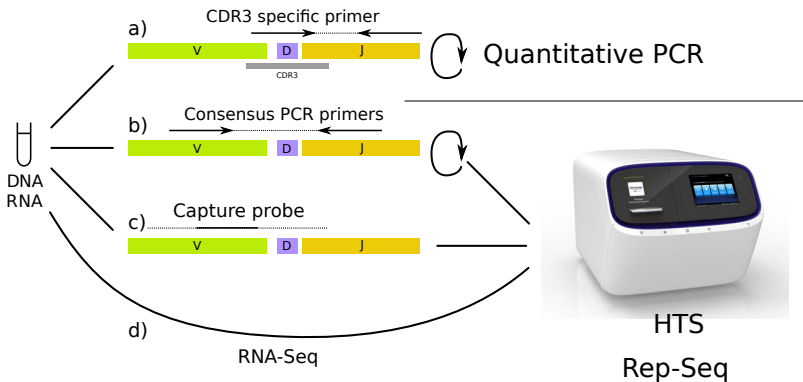 CDR3 specific primer
a)
V D J
CDR3
Quantitative PCR
b)
Consensus PCR primers
V D J
DNA
RNA
Capture probe
c)
V D J
d)
RNA-Seq
HTS
Rep-Seq